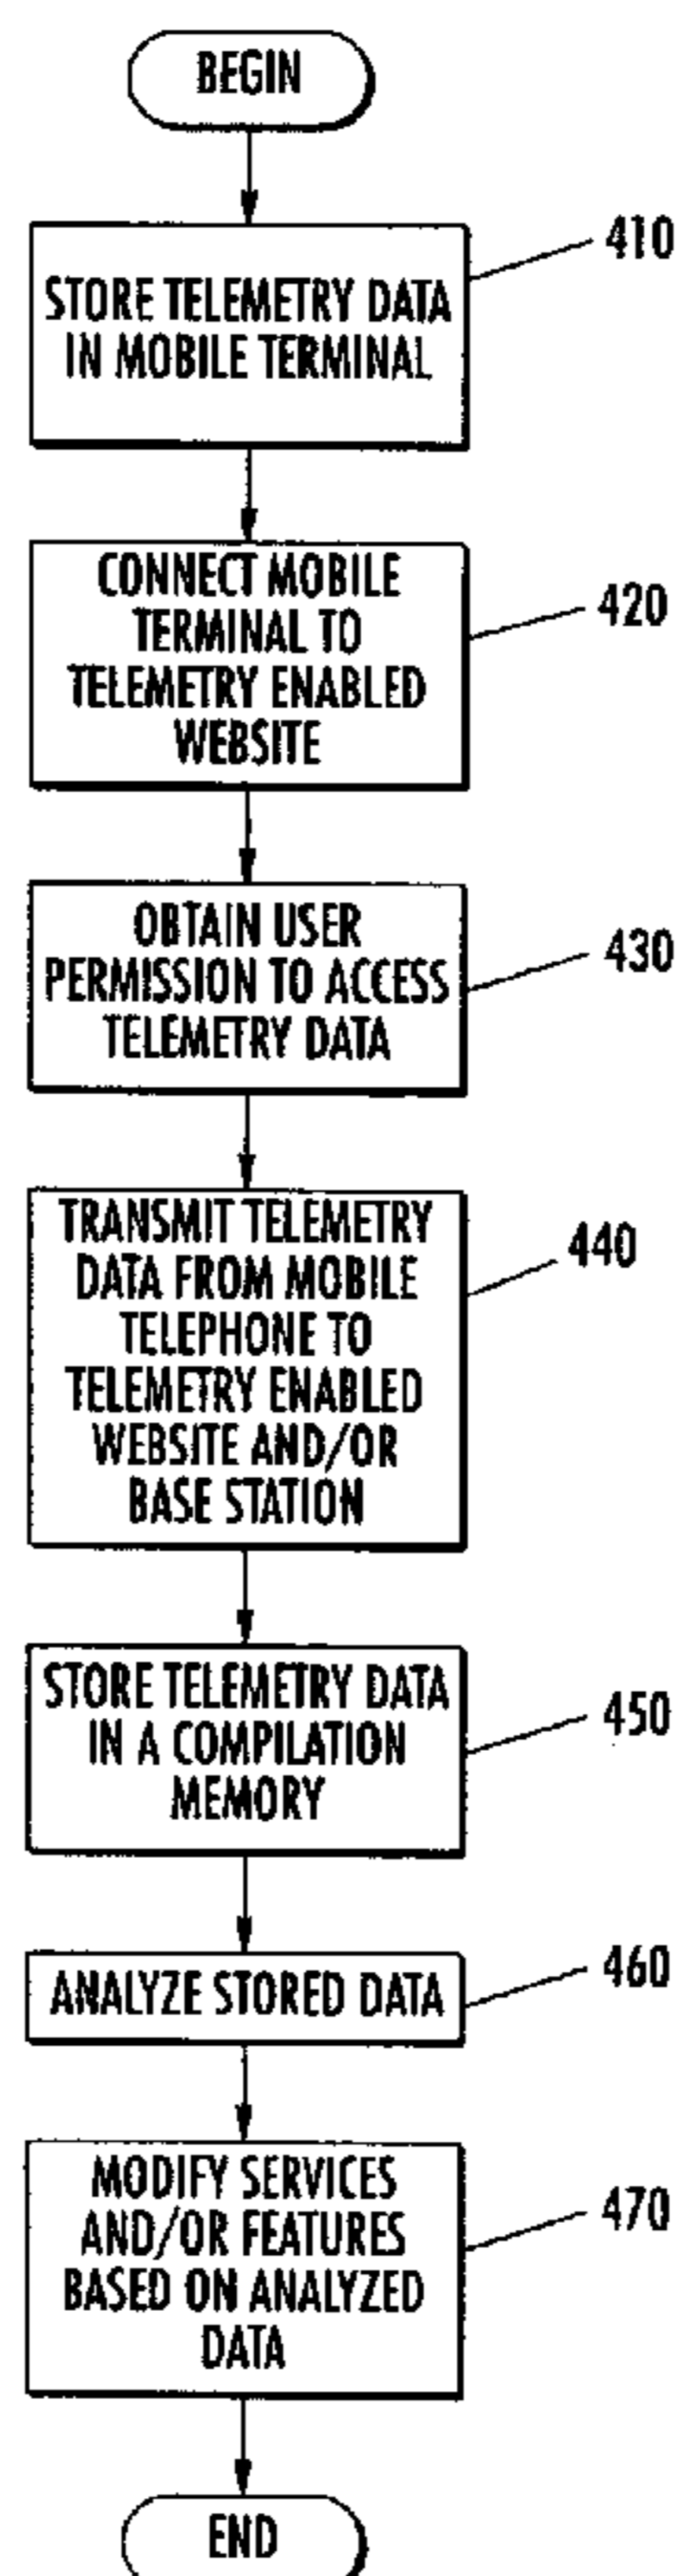 BEGIN
410
STORE TELEMETRY DATA
IN MOBILE TERMINAL
420
CONNECT MOBILE
TERMINAL TO
TELEMETRY ENABLED
WEBSITE
430
OBTAIN USER
PERMISSION TO ACCESS
TELEMETRY DATA
440
TRANSMIT TELEMETRY
DATA FROM MOBILE
TELEPHONE TO
TELEMETRY ENABLED
WEBSITE AND/OR
BASE STATION
450
STORE TELEMETRY DATA
IN A COMPILATION
MEMORY
460
ANALYZE STORED DATA
470
MODIFY SERVICES
AND/OR FEATURES
BASED ON ANALYZED
DATA
END